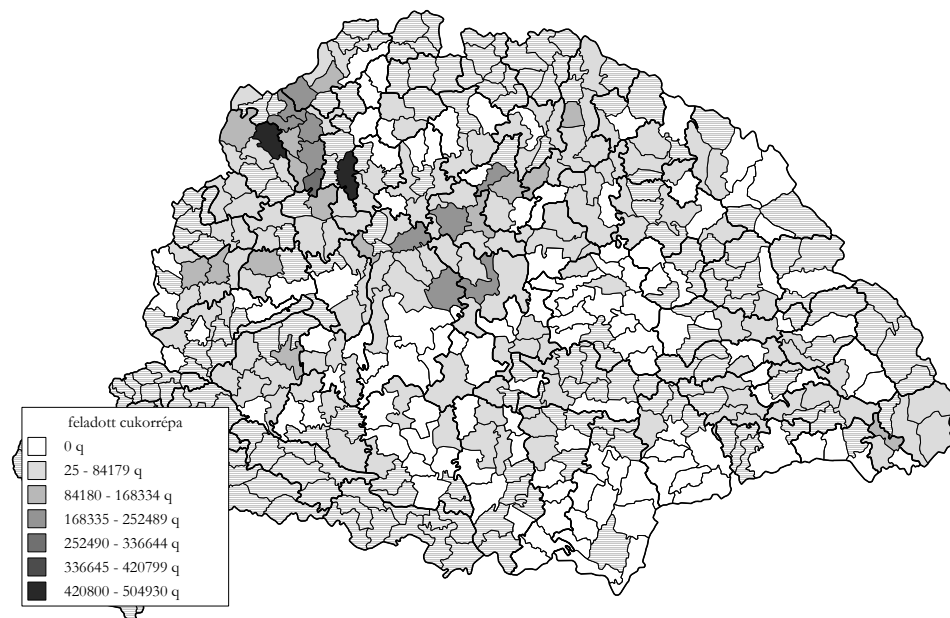 feladott cukorrépa
0 q
25 - 84179 q
84180 - 168334 q
168335 - 252489 q
252490 - 336644 q
336645 - 420799 q
420800 - 504930 q